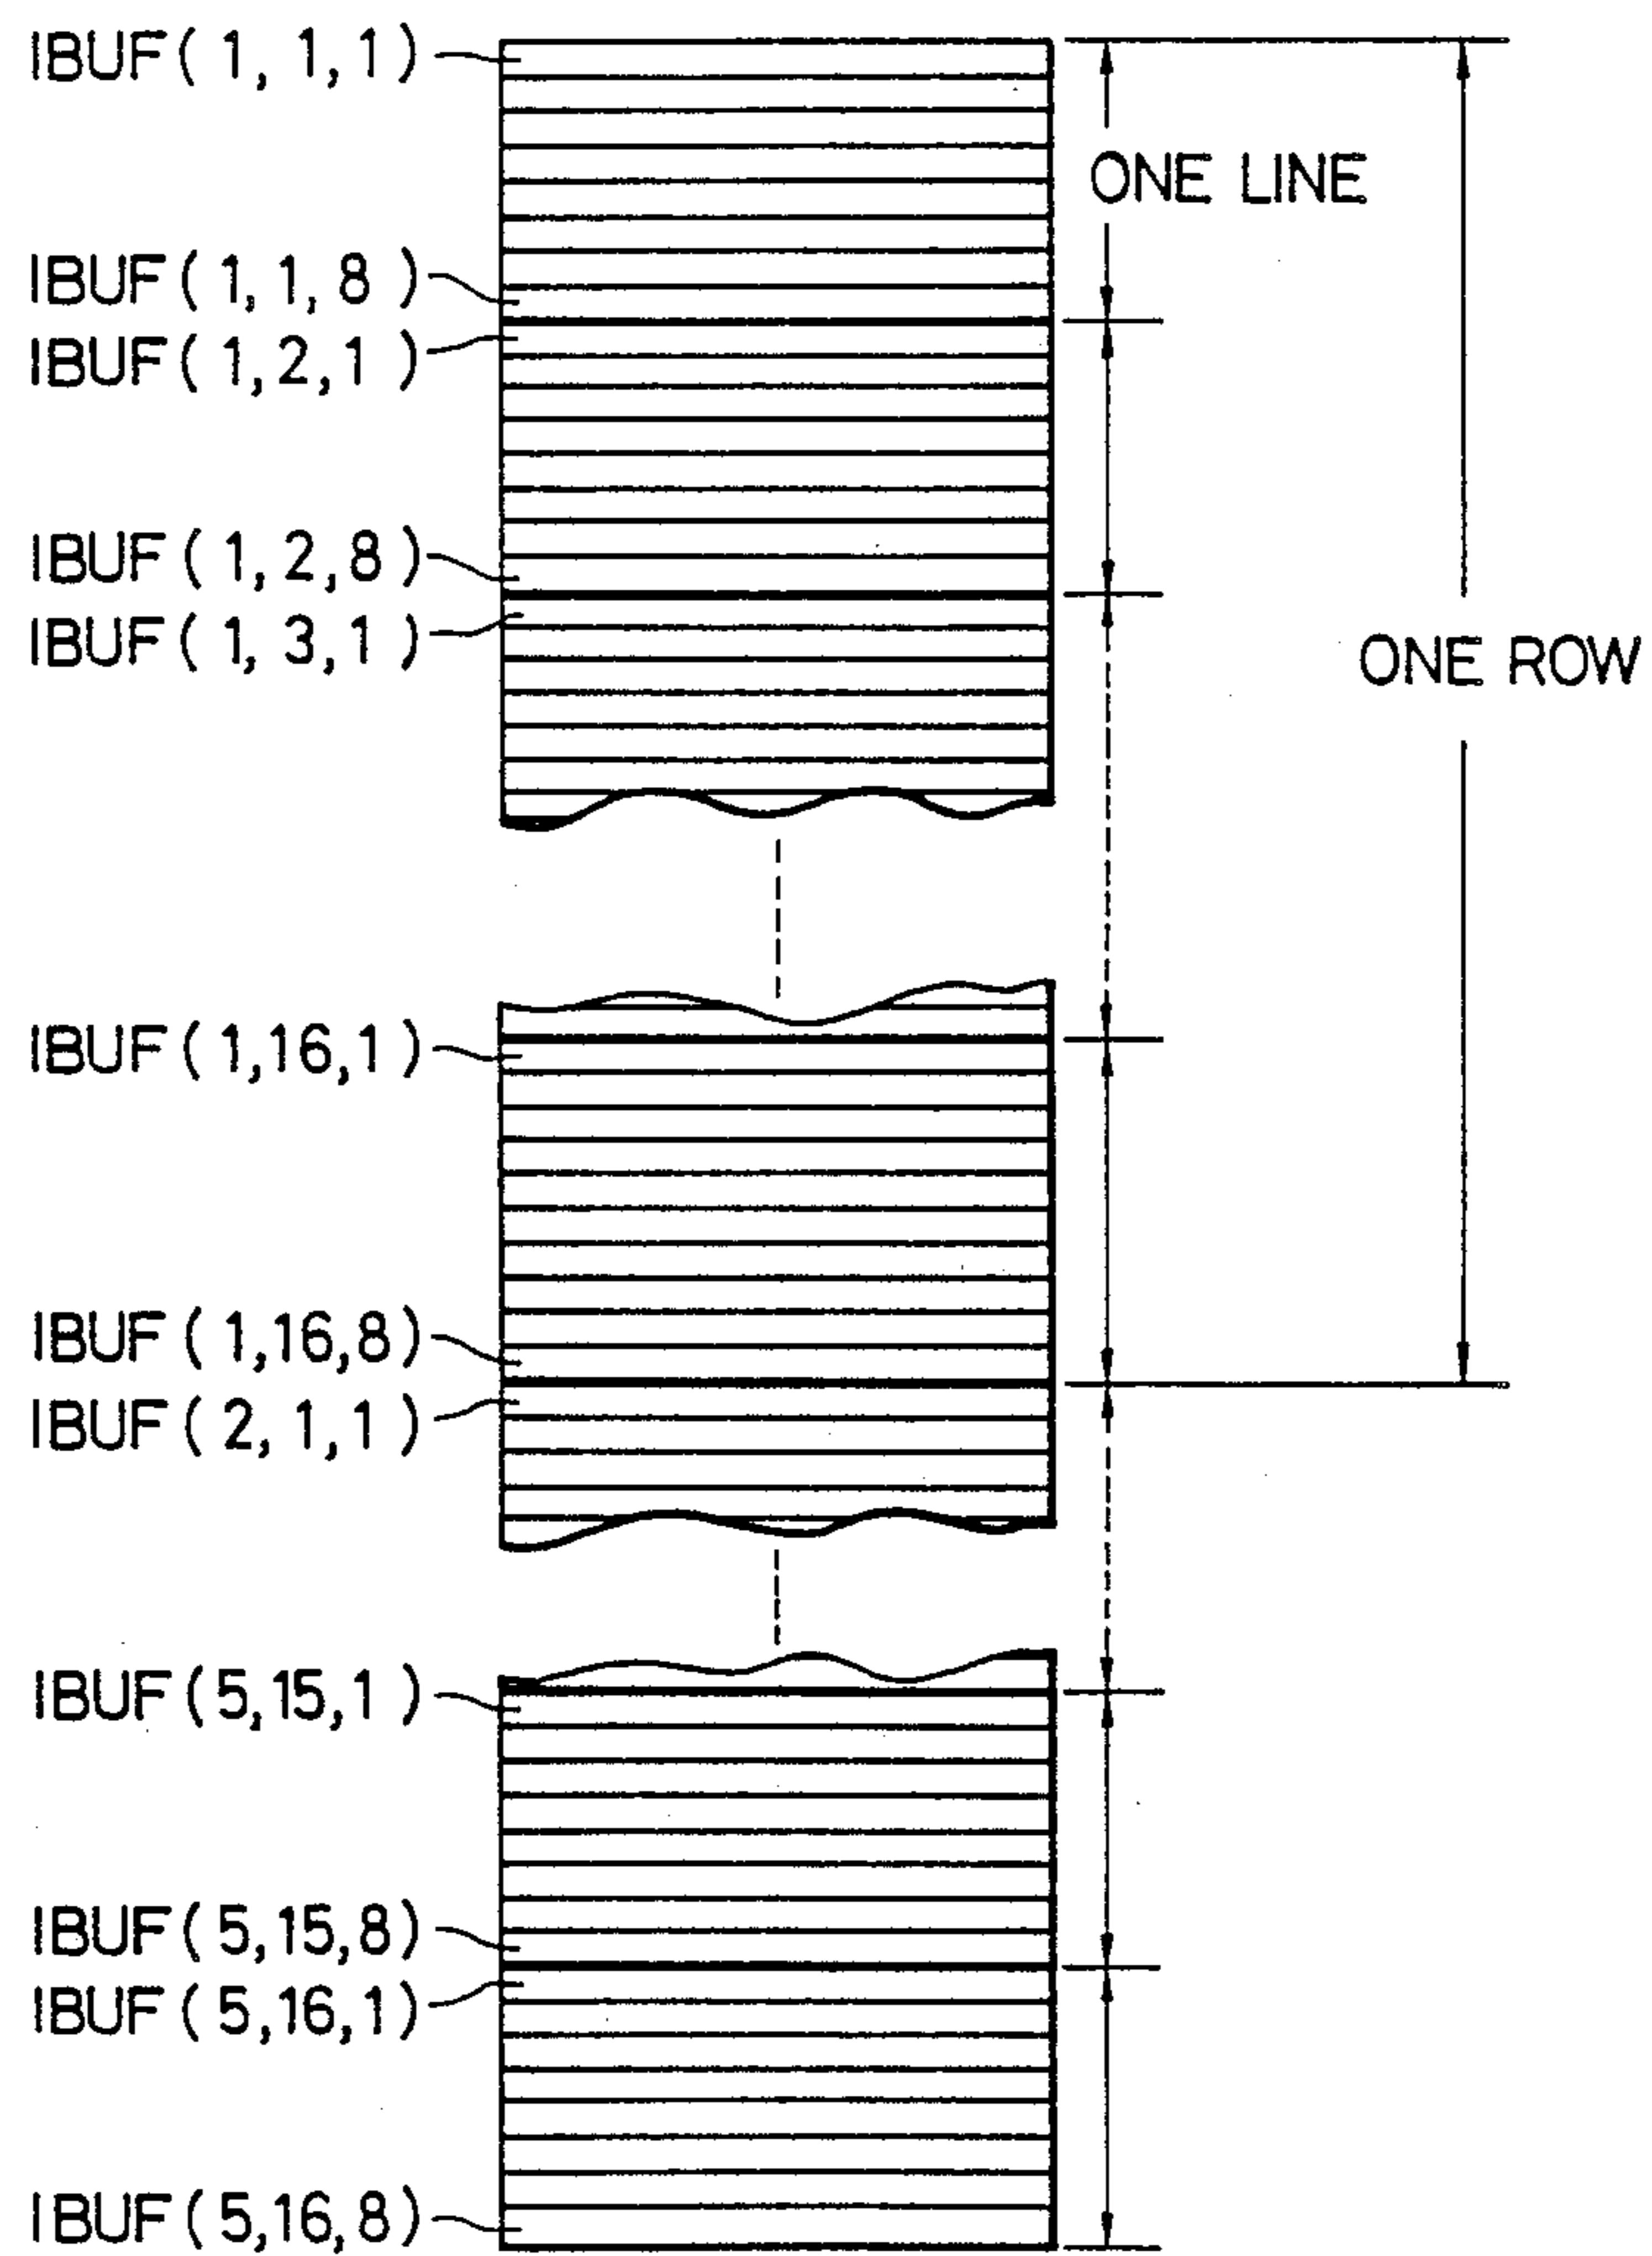 IBUF( 1, 1, 1)
ONE LINE
IBUF( 1, 1, 8 )
IBUF( 1, 2, 1 )
IBUF( 1, 2, 8 )
IBUF( 1, 3, 1 )
ONE ROW
IBUF( 1,16,1)
IBUF( 1,16,8)
IBUF( 2, 1, 1)
IBUF(5,15,1 )
IBUF(5,15,8)
IBUF( 5,16,1)
IBUF(5,16,8)